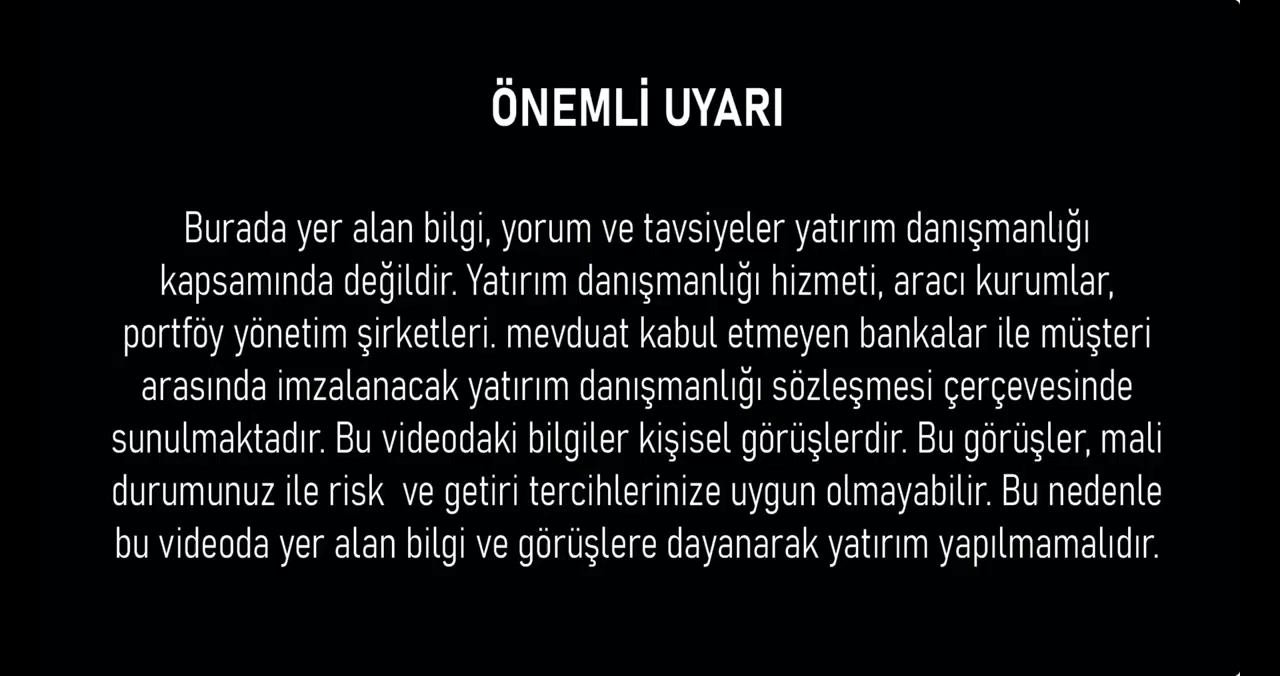 ÖNEMLİ UYARI
Burada yer alan bilgi, yorum ve tavsiyeler yatırım danışmanlığı
kapsamında değildir. Yatırım danışmanlığı hizmeti, aracı kurumlar,
portföy yönetim şirketleri. mevduat kabul etmeyen bankalar ile müşteri
arasında imzalanacak yatırım danışmanlığı sözleşmesi çerçevesinde
sunulmaktadır. Bu videodaki bilgiler kişisel görüşlerdir. Bu görüşler, mali
durumunuz ile risk  ve getiri tercihlerinize uygun olmayabilir. Bu nedenle
bu videoda yer alan bilgi ve görüşlere dayanarak yatırım yapılmamalıdır.